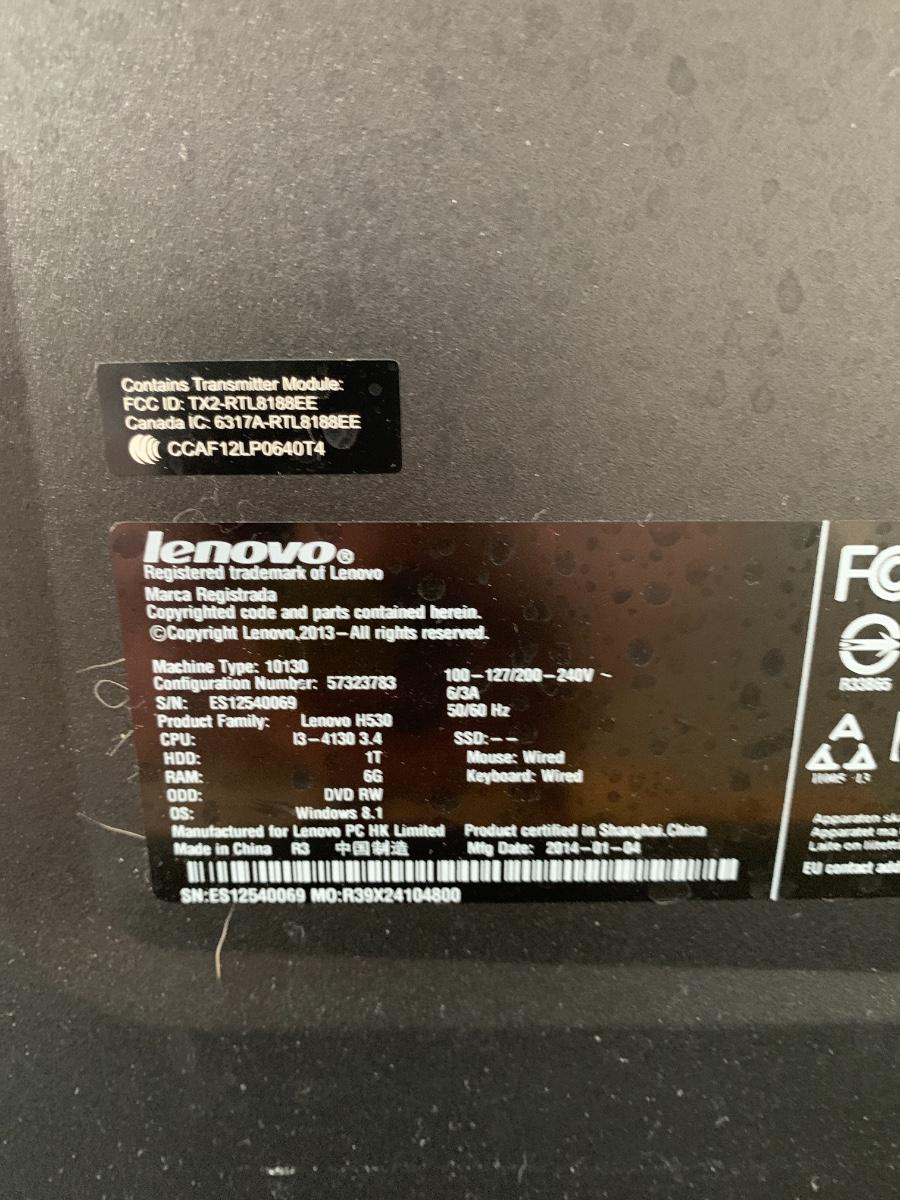 Contains Transmitter Module:
FCC ID: TX2-RTL8188EE
Canada IC: 6317A-RTL8188EE
CCAF12LP0640T4
lenovo®
Registered trademark of Lenovo
Marca Registrada
Copyrighted code and parts contained herein.
©Copyright Lenovo,2013-All rights reserved.
Machine Type: 10130
Configuration Number: 57323783
S/N: ES12540069
Product Family: Lenovo H530
CPU: I3-4130 3.4
HDD: 1T
RAM: 6G
ODD: DVD RW
OS: Windows 8.1
100-127/200-240V ~
6/3A
50/60 Hz
SSD:--
Mouse: Wired
Keyboard: Wired
Manufactured for Lenovo PC HK Limited Product certified in Shanghai,China
Made in China R3 中国制造 Mfg Date: 2014-01-04
SN:ES12540069 MO:R39X24104800
FC
R33865
Apparaten
Apparatet
Laite on
EU contact